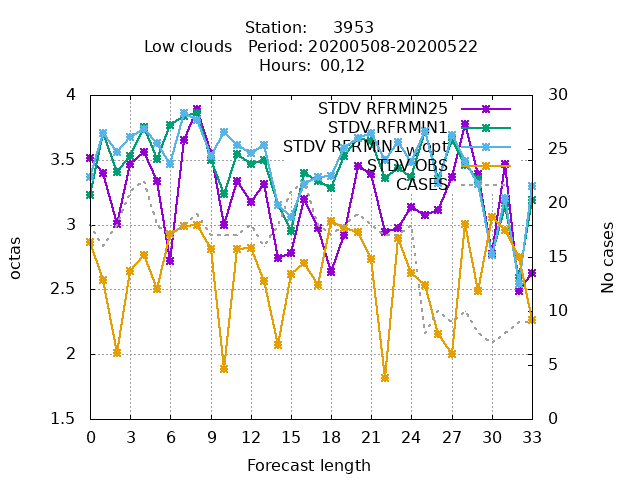 Station: 3953
Low clouds Period: 20200508-20200522
Hours: 00,12
STDV RFRMIN25
STDV RFRMIN1
STDV RFRMIN1_wcpt
STDV OBS
CASES
octas
No cases
4
3.5
3
2.5
2
1.5
30
25
20
15
10
5
0
0 3 6 9 12 15 18 21 24 27 30 33
Forecast length